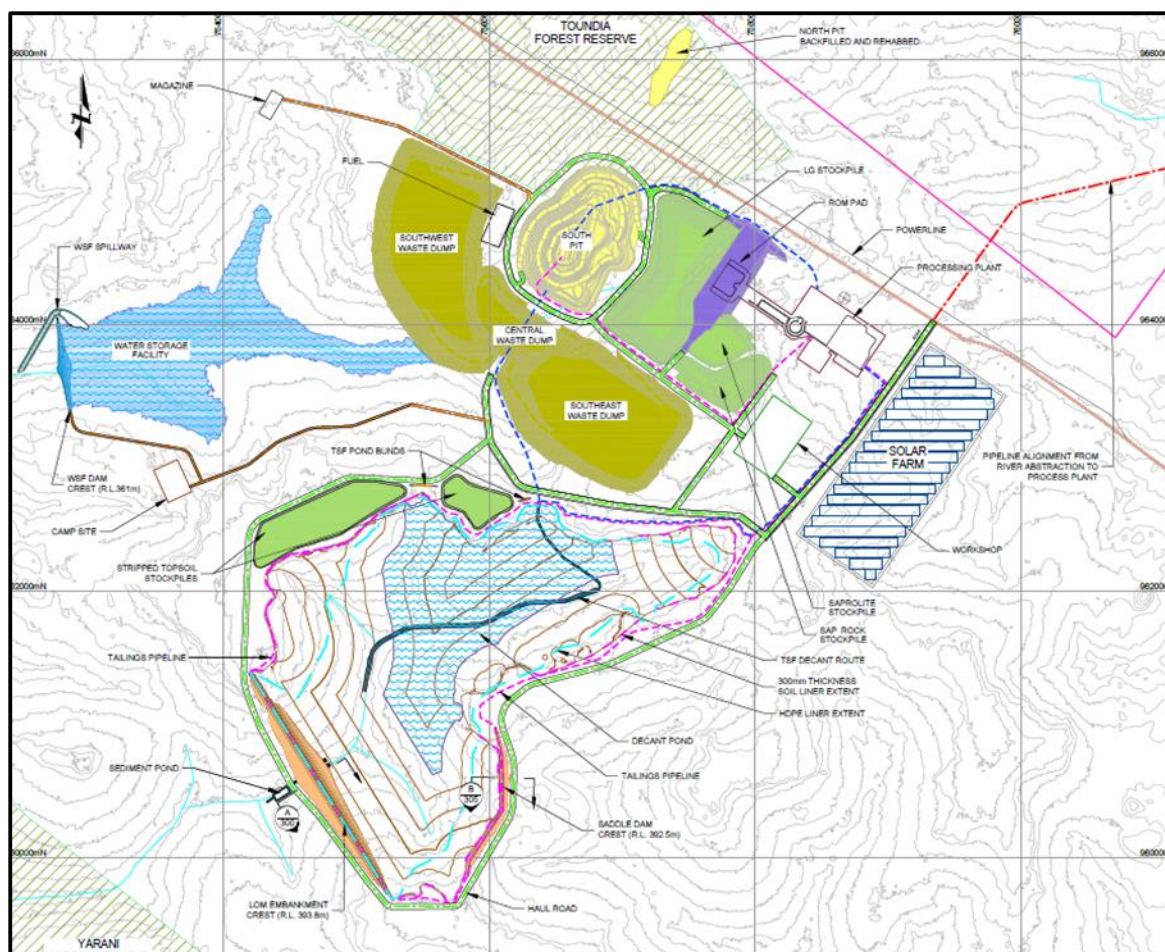 TOUNDIA
FOREST RESERVE
NORTH PIT
BACKFILLED AND REHABBED
966000mN
MAGAZINE
FUEL
LG STOCKPILE
ROM PAD
POWERLINE
PROCESSING PLANT
SOUTHWEST
WASTE DUMP
SOUTH
PIT
WSF SPILLWAY
WATER STORAGE
FACILITY
CENTRAL
WASTE DUMP
964000mN
SOUTHEAST
WASTE DUMP
SOLAR
FARM
TSF POND BUNDS
WSF DAM
CREST (R.L.361m)
CAMP SITE
PIPELINE ALIGNMENT FROM
RIVER ABSTRACTION TO
PROCESS PLANT
WORKSHOP
STRIPPED TOPSOIL
STOCKPILES
SAPROLITE
STOCKPILE
SAP ROCK
STOCKPILE
TAILINGS PIPELINE
TSF DECANT ROUTE
300mm THICKNESS
SOIL LINER EXTENT
HDPE LINER EXTENT
DECANT POND
TAILINGS PIPELINE
SEDIMENT POND
A
300
B
305
SADDLE DAM
CREST (R.L. 392.5m)
LOM EMBANKMENT
CREST (R.L. 393.8m)
HAUL ROAD
YARANI